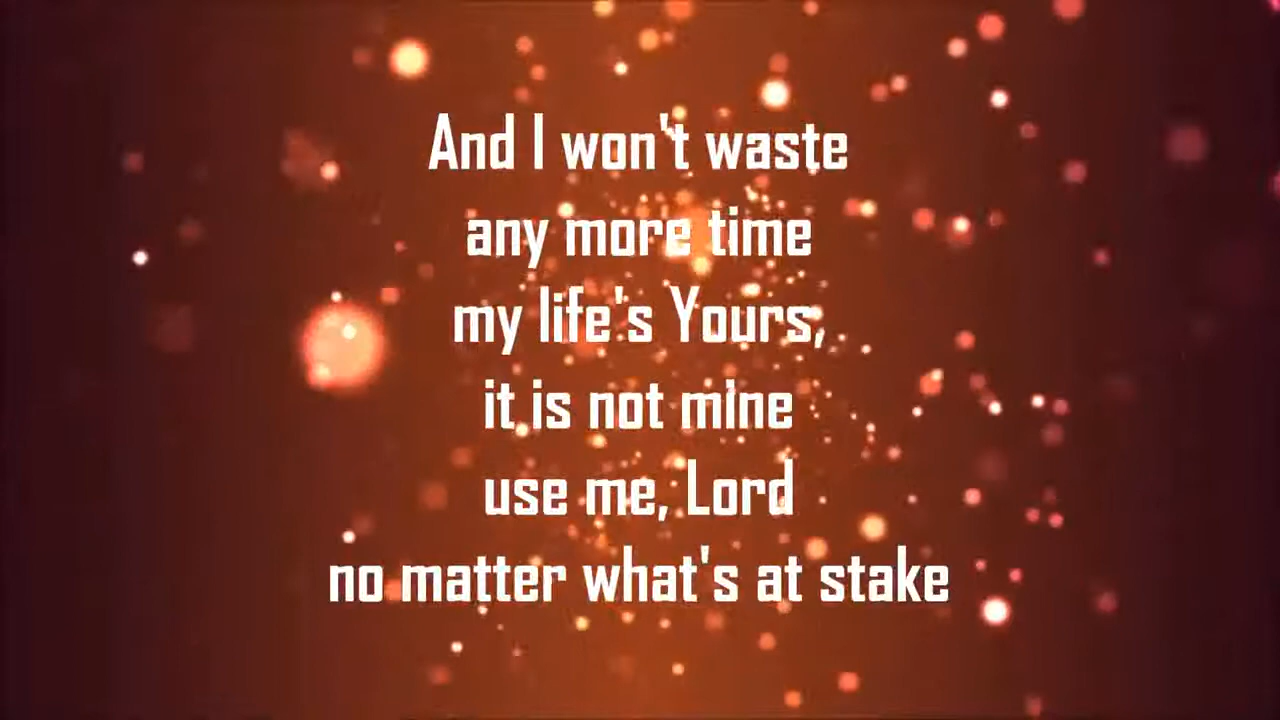 And I won't waste
any more time
my life's Yours,
it is not mine
use me, Lord
no matter what's at stake